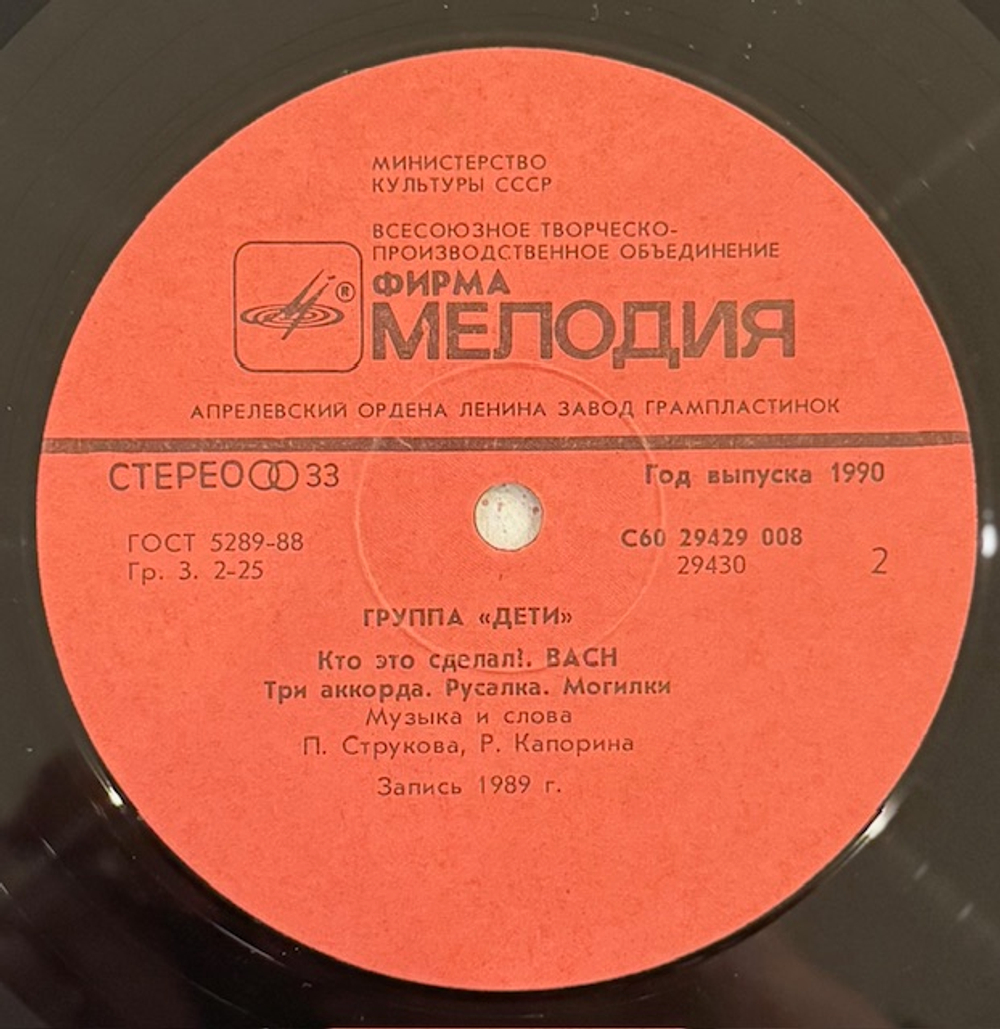 МИНИСТЕРСТВО
КУЛЬТУРЫ СССР
ВСЕСОЮЗНОЕ ТВОРЧЕСКО-
ПРОИЗВОДСТВЕННОЕ ОБЪЕДИНЕНИЕ
ФИРМА
®
МЕЛОДИЯ
АПРЕЛЕВСКИЙ ОРДЕНА ЛЕНИНА ЗАВОД ГРАМПЛАСТИНОК
СТЕРЕО 33
Год выпуска 1990
ГОСТ 5289-88
Гр. 3. 2-25
С60 29429 008
29430
2
ГРУППА «ДЕТИ»
Кто это сделал!. BACH
Три аккорда. Русалка. Могилки
Музыка и слова
П. Струкова, Р. Капорина
Запись 1989 г.